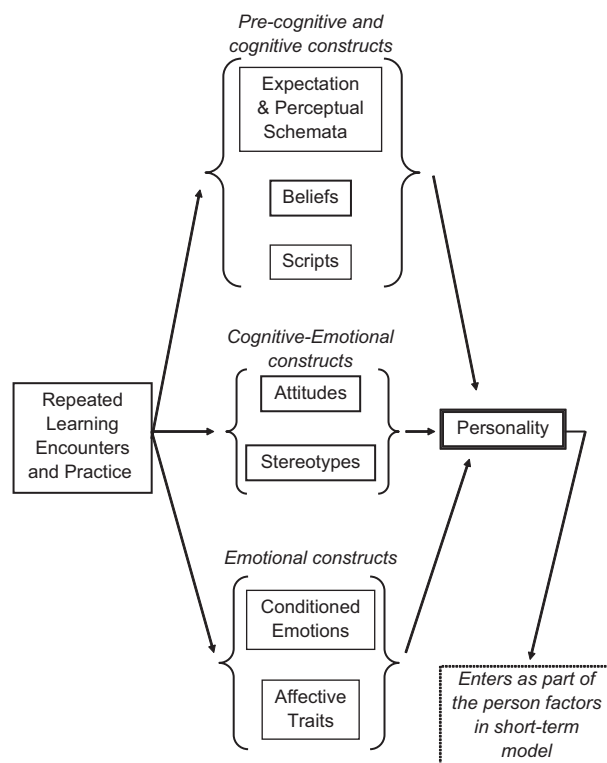 Pre-cognitive and
cognitive constructs
Expectation
& Perceptual
Schemata
Beliefs
Scripts
Cognitive-Emotional
constructs
Attitudes
Stereotypes
Repeated
Learning
Encounters
and Practice
Personality
Emotional constructs
Conditioned
Emotions
Affective
Traits
Enters as part of
the person factors
in short-term
model